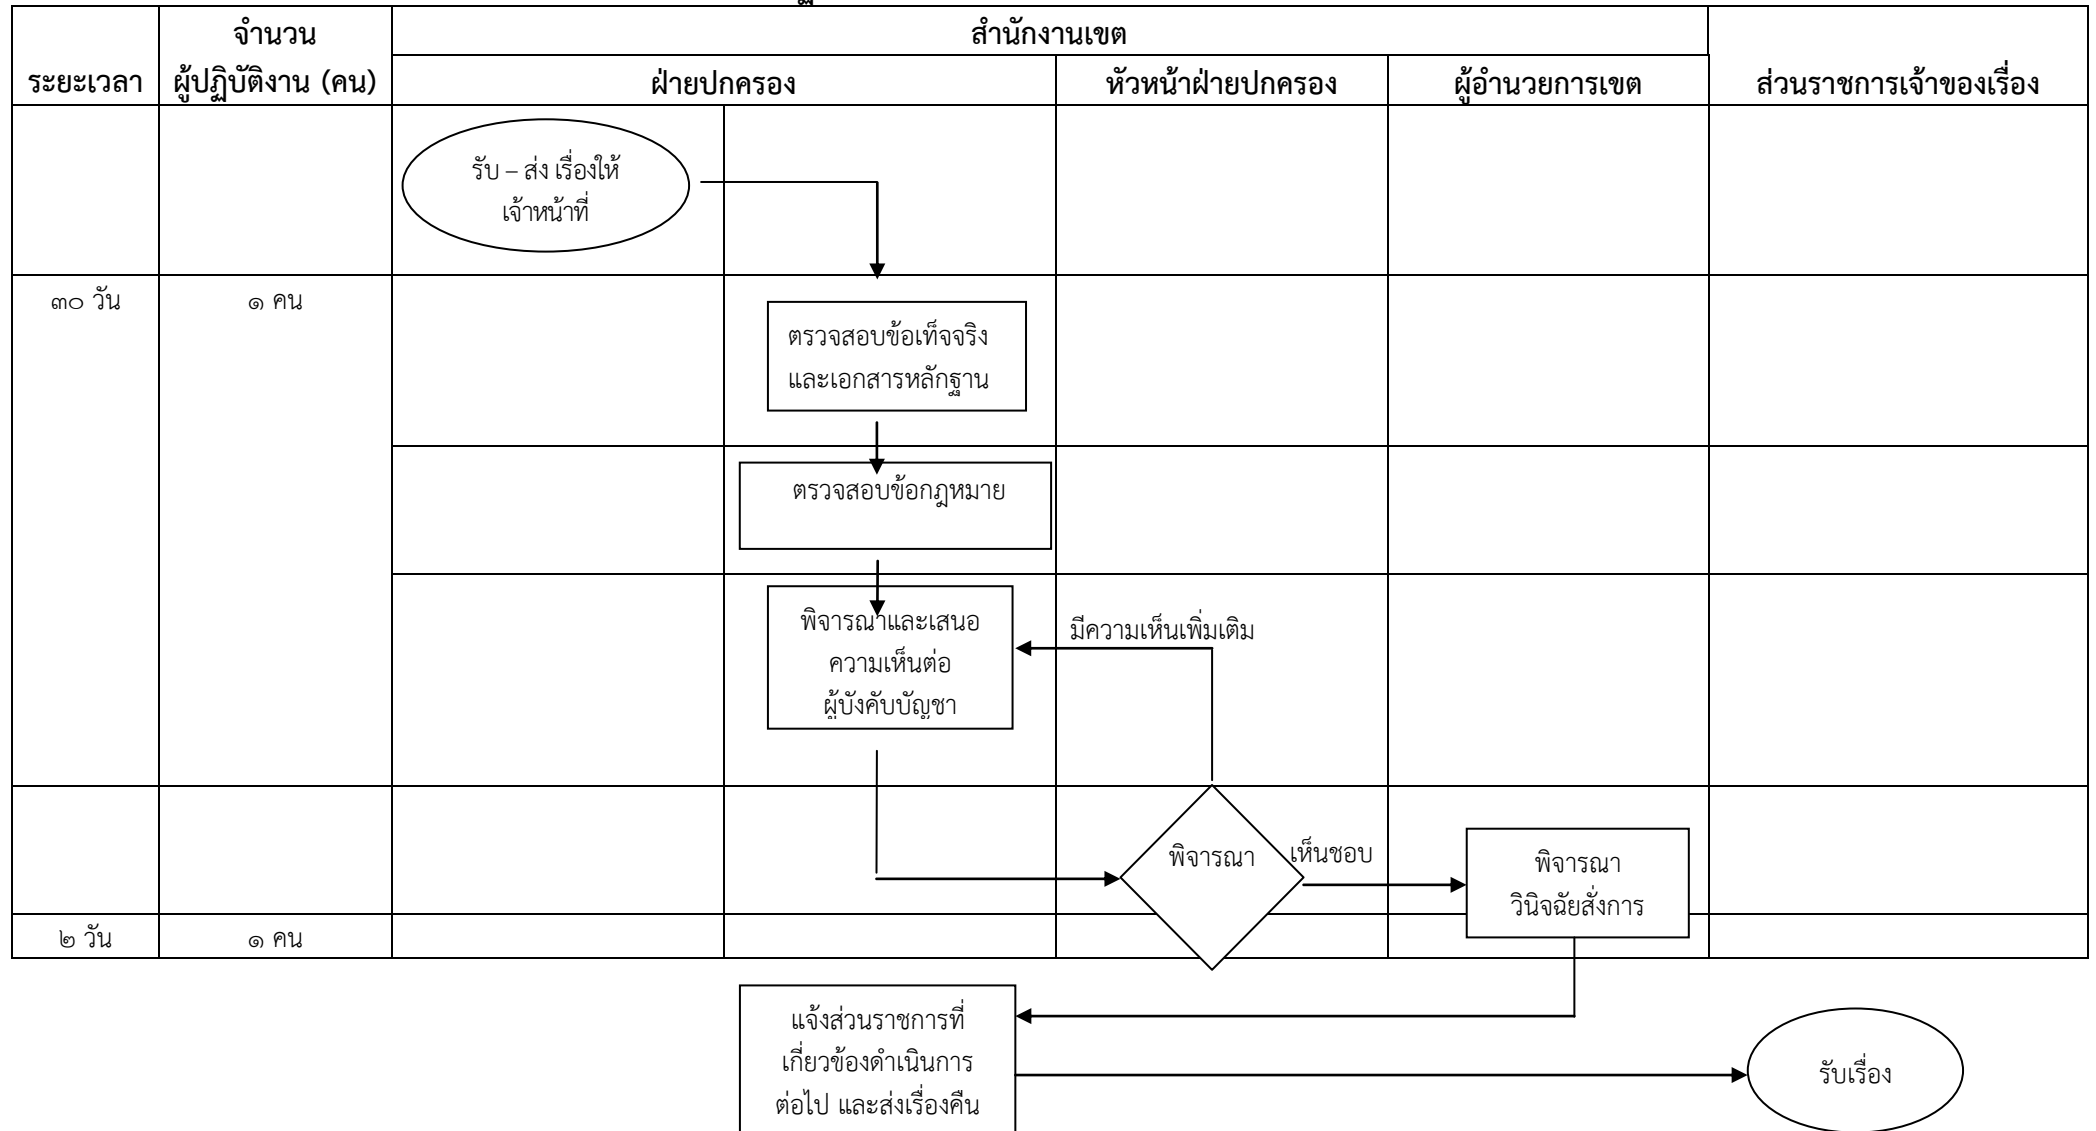 จำนวน
สำนักงานเขต
ระยะเวลา ผู้ปฏิบัติงาน (คน) ฝ่ายปกครอง หัวหน้าฝ่ายปกครอง ผู้อำนวยการเขต ส่วนราชการเจ้าของเรื่อง
รับ – ส่ง เรื่องให้
เจ้าหน้าที่
๓๐ วัน ๑ คน
ตรวจสอบข้อเท็จจริง
และเอกสารหลักฐาน
ตรวจสอบข้อกฎหมาย
พิจารณาและเสนอ
ความเห็นต่อ
ผู้บังคับบัญชา
มีความเห็นเพิ่มเติม
พิจารณา
เห็นชอบ
พิจารณา
วินิจฉัยสั่งการ
๒ วัน ๑ คน
แจ้งส่วนราชการที่
เกี่ยวข้องดำเนินการ
ต่อไป และส่งเรื่องคืน
รับเรื่อง